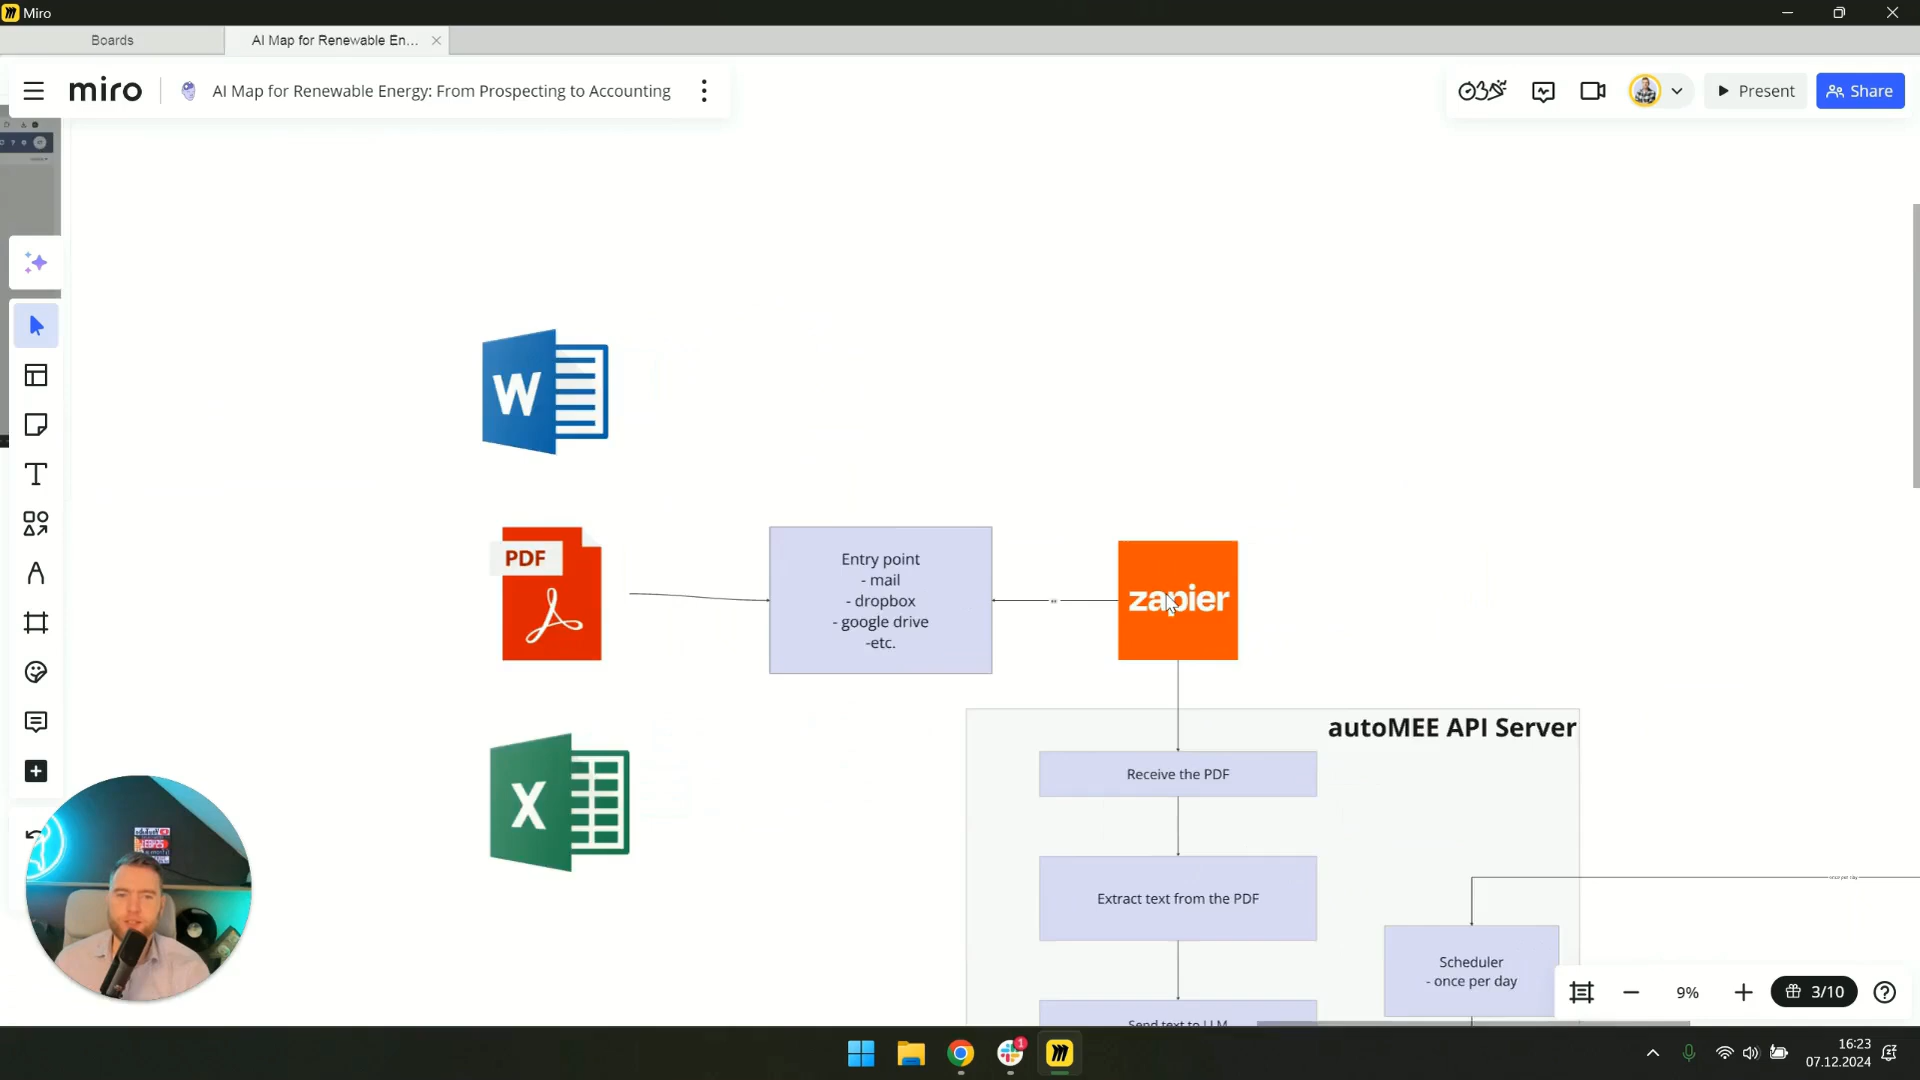 Miro
Boards
AI Map for Renewable En...
miro
AI Map for Renewable Energy: From Prospecting to Accounting
Present
Share
W
PDF
Entry point
- mail
- dropbox
- google drive
-etc.
zapier
autoMEE API Server
Receive the PDF
X
Extract text from the PDF
Scheduler
- once per day
Send text to LLM
9%
3/10
1
16:23
07.12.2024